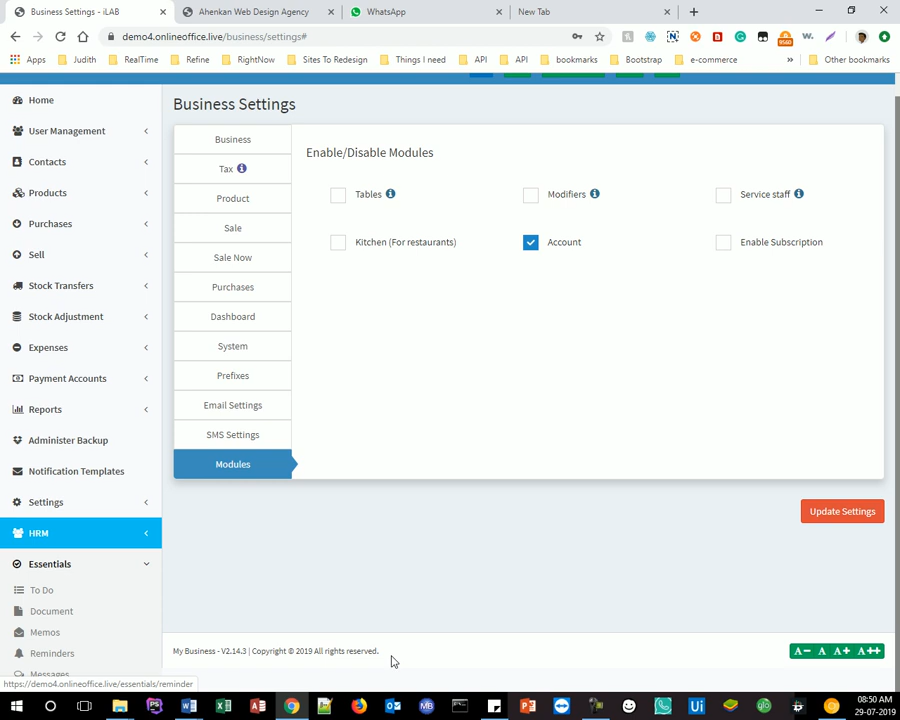 Business Settings - iLAB
Ahenkan Web Design Agency
WhatsApp
New Tab
demo4.onlineoffice.live/business/settings#
9560
Apps
Judith
RealTime
Refine
RightNow
Sites To Redesign
Things I need
API
API
bookmarks
Bootstrap
e-commerce
Other bookmarks
Home
User Management
Contacts
Products
Purchases
Sell
Stock Transfers
Stock Adjustment
Expenses
Payment Accounts
Reports
Administer Backup
Notification Templates
Settings
HRM
Essentials
To Do
Document
Memos
Reminders
Messages
https://demo4.onlineoffice.live/essentials/reminder
Business Settings
Business
Tax
Product
Sale
Sale Now
Purchases
Dashboard
System
Prefixes
Email Settings
SMS Settings
Modules
Enable/Disable Modules
Tables
Modifiers
Service staff
Kitchen (For restaurants)
Account
Enable Subscription
Update Settings
My Business - V2.14.3 | Copyright © 2019 All rights reserved.
A- A A+ A++
08:50 AM
29-07-2019